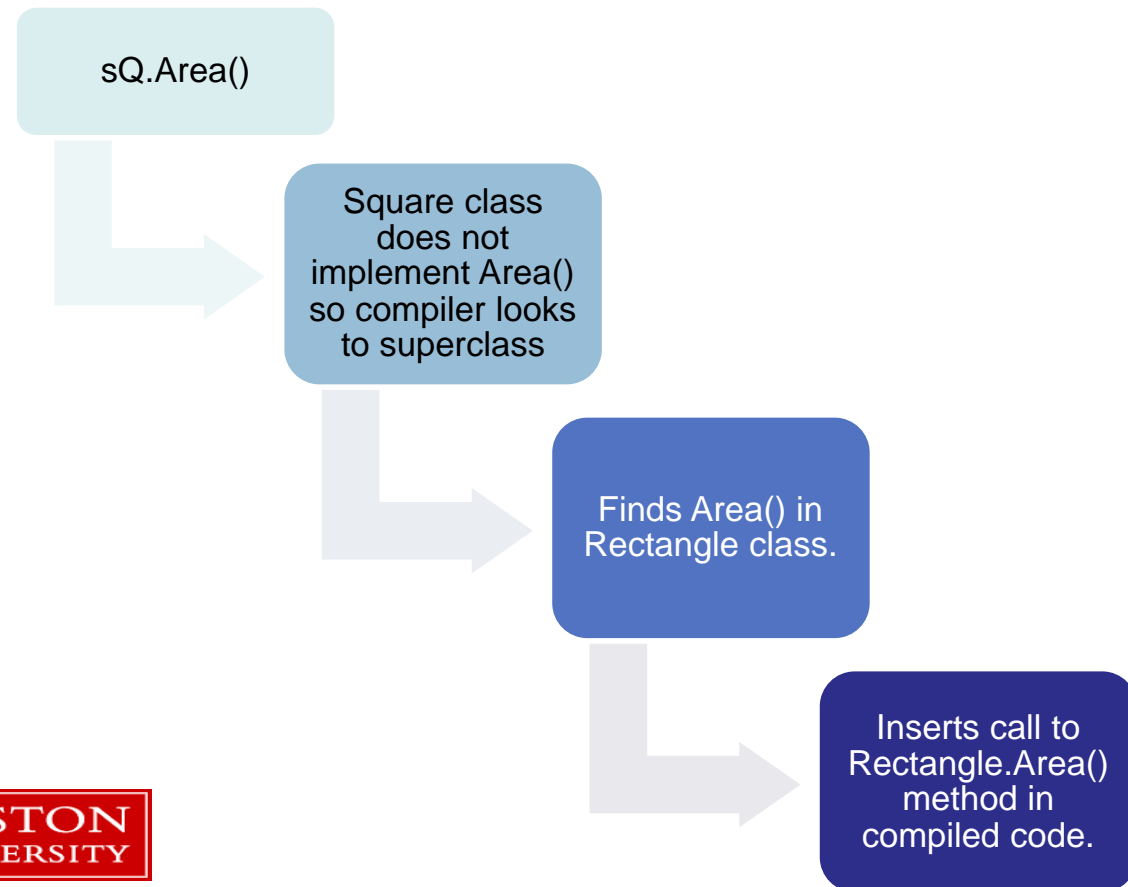 sQ.Area()
Square class
does not
implement Area()
so compiler looks
to superclass
Finds Area() in
Rectangle class.
Inserts call to
Rectangle.Area()
method in
compiled code.
STON
ERSITY